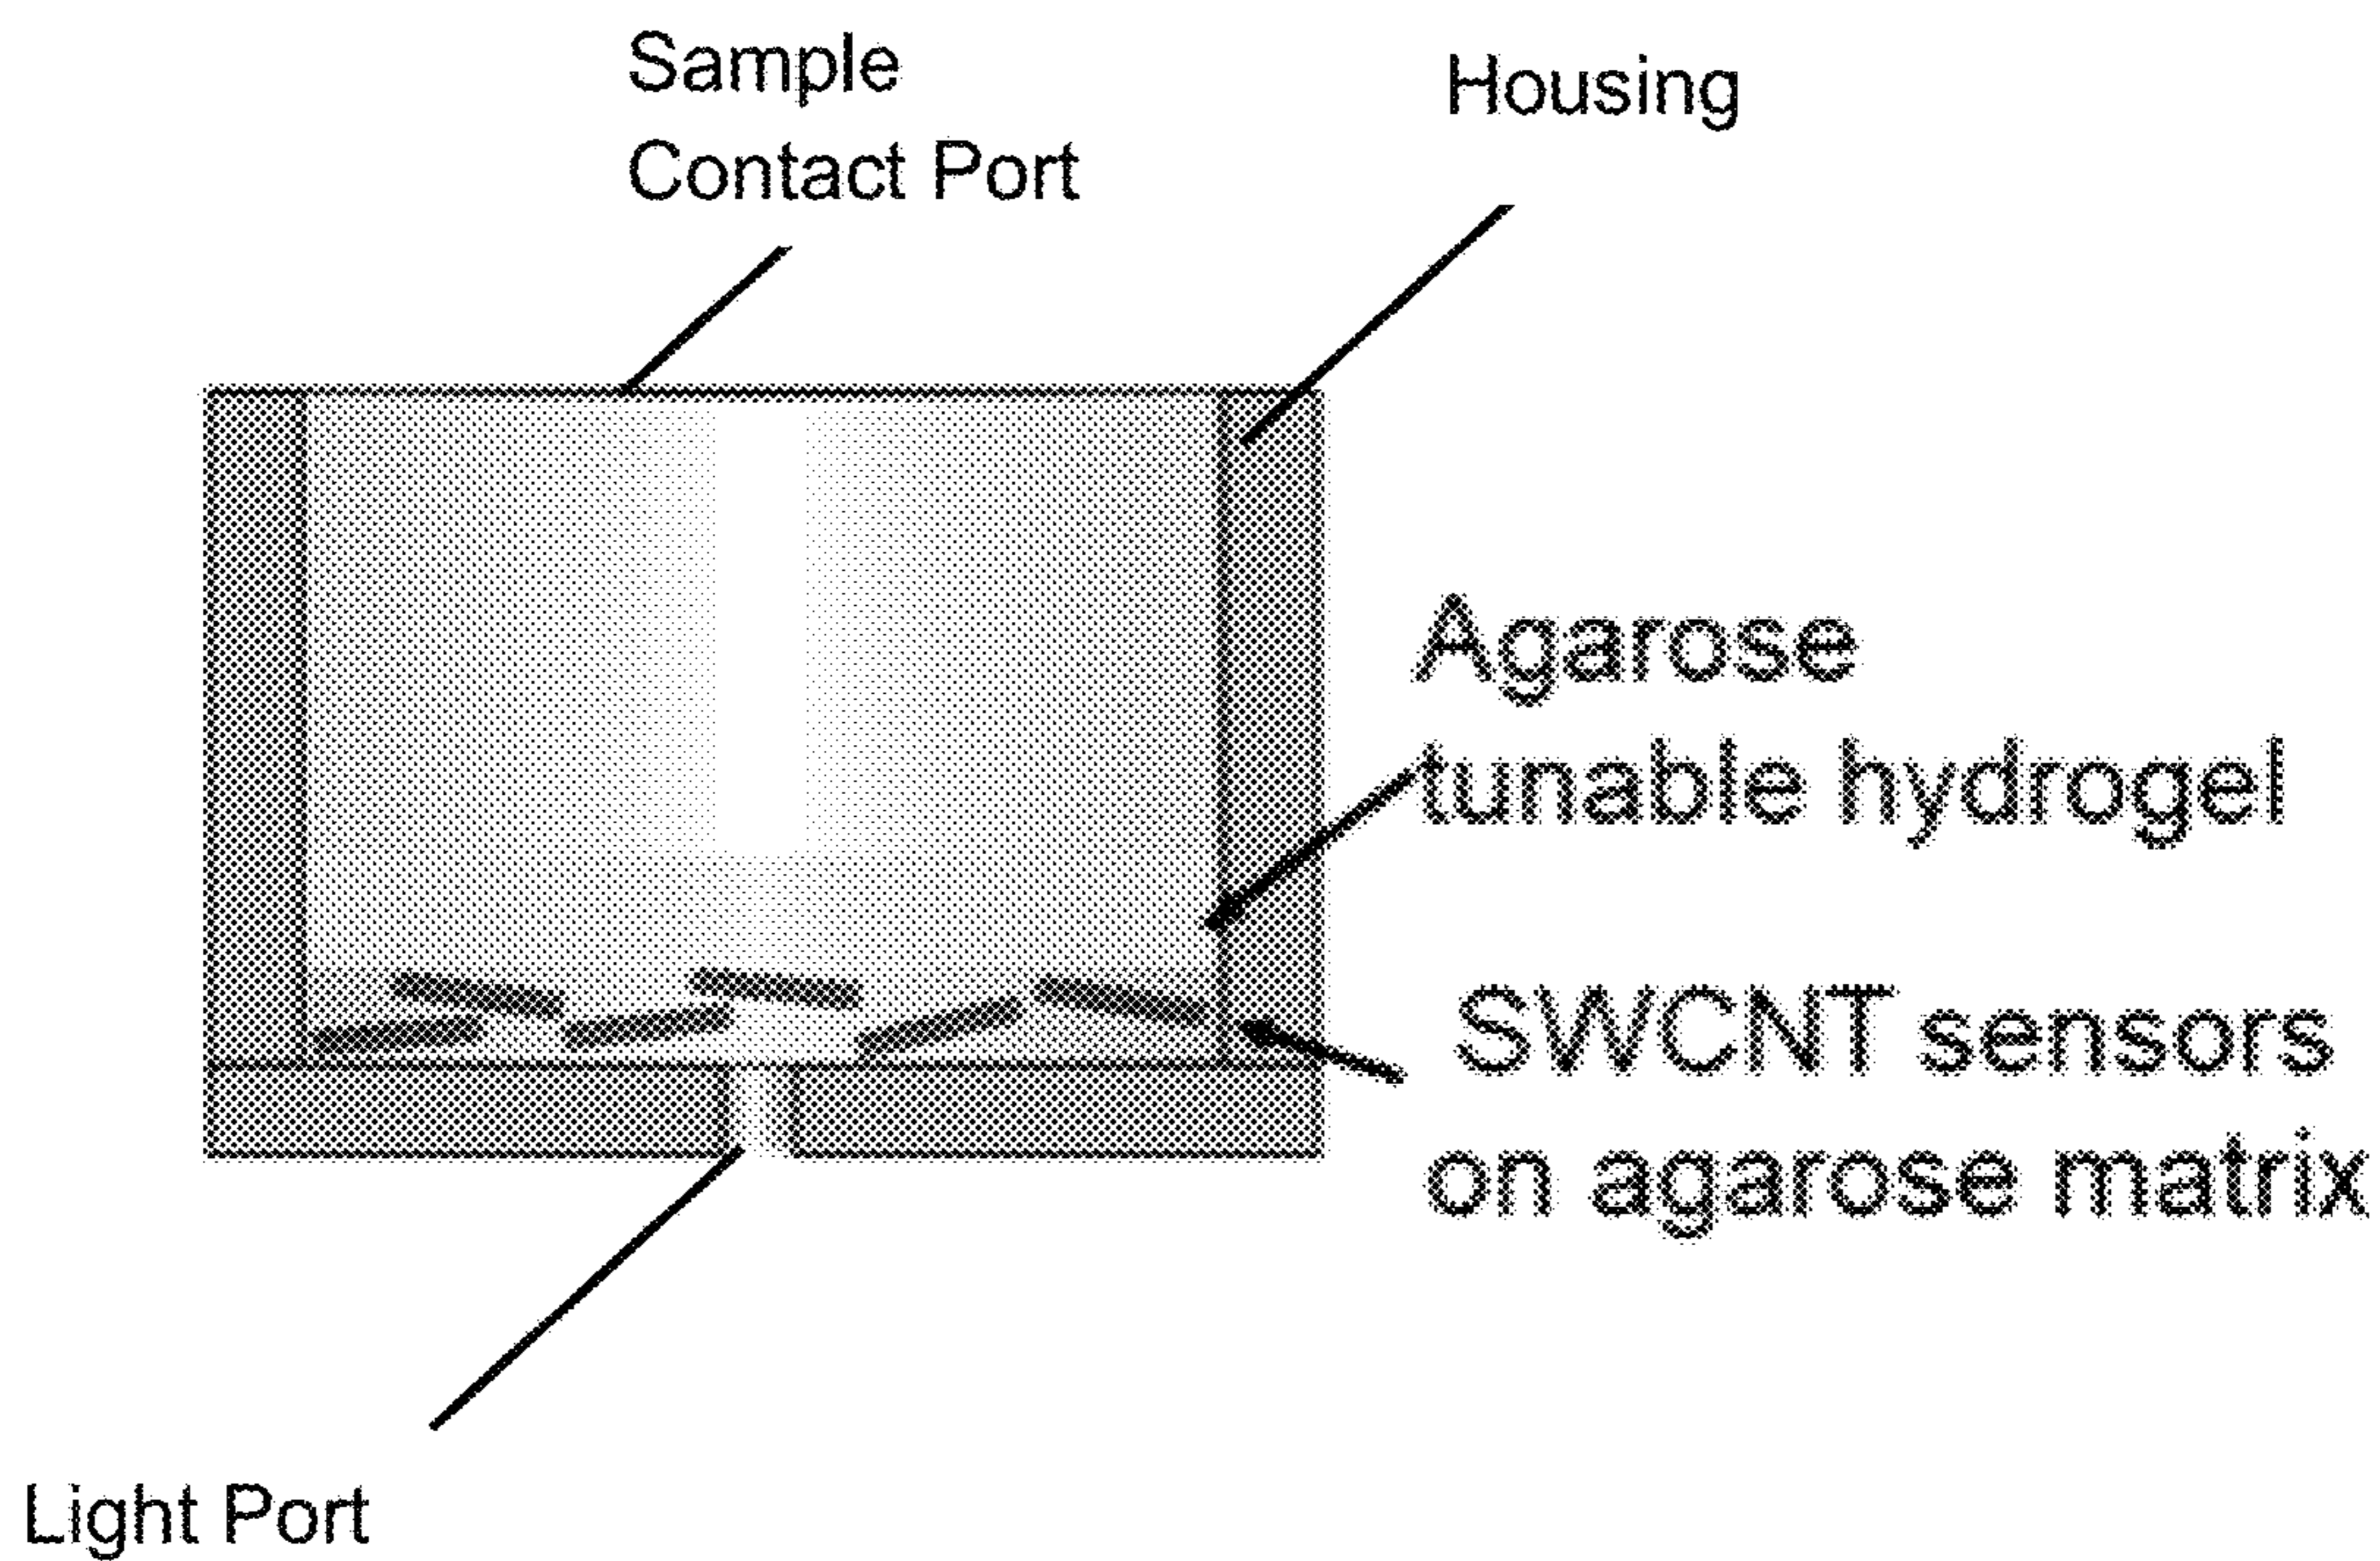 Sample
Contact Port
Housing
Agarose
tunable hydrogel
SWCNT sensors
on agarose matrix
Light Port